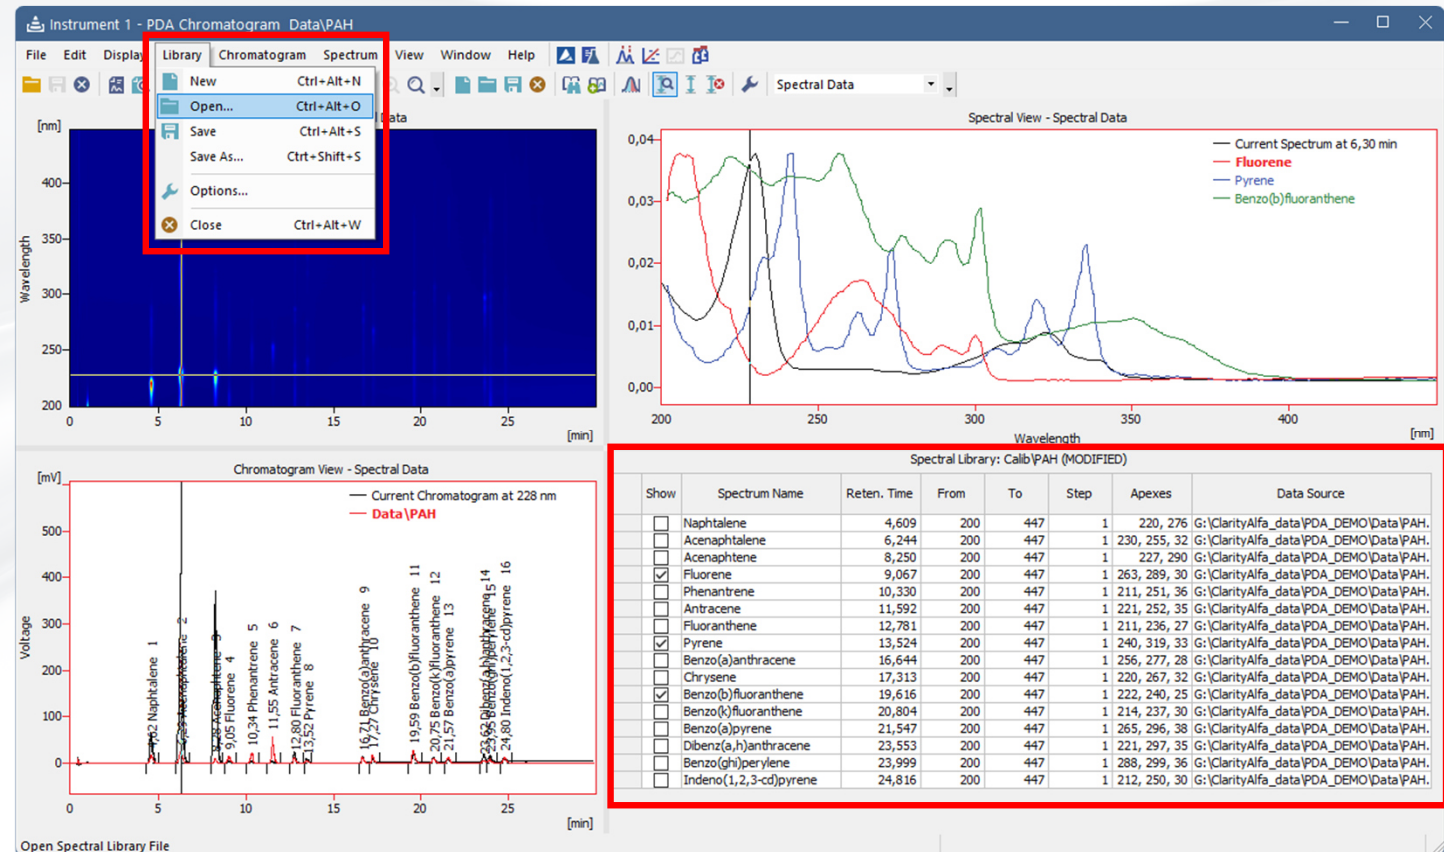 Instrument 1 - PDA Chromatogram Data\PAH
File Edit Display Library Chromatogram Spectrum View Window Help
New Ctrl+Alt+N
Open... Ctrl+Alt+O
Save Ctrl+Alt+S
Save As... Ctrt+Shift+S
Options...
Close Ctrl+Alt+W
Spectral Data
[nm]
400
350
300
250
200
Wavelength
0 5 10 15 20 25
[min]
Spectral View - Spectral Data
0,04
0,03
0,02
0,01
0,00
Current Spectrum at 6,30 min
Fluorene
Pyrene
Benzo(b)fluoranthene
200 250 300 350 400
Wavelength
[nm]
Chromatogram View - Spectral Data
[mV]
500
400
300
200
100
0
Voltage
Current Chromatogram at 228 nm
Data\PAH
Naphtalene 1
9,05 Fluorene 4
10,34 Phenantrene 5
11,55 Antracene 6
12,80 Fluoranthene 7
13,52 Pyrene 8
16,71 Benzo(a)anthracene 9
17,27 Chrysene 10
19,59 Benzo(b)fluoranthene 11
20,75 Benzo(k)fluoranthene 12
21,57 Benzo(a)pyrene 13
24,80 Indeno(1,2,3-cd)pyrene 16
0 5 10 15 20 25
[min]
Spectral Library: Calib\PAH (MODIFIED)
Show Spectrum Name Reten. Time From To Step Apexes Data Source
Naphtalene 4,609 200 447 1 220, 276 G:\ClarityAlfa_data\PDA_DEMO\Data\PAH.
Acenaphtalene 6,244 200 447 1 230, 255, 32 G:\ClarityAlfa_data\PDA_DEMO\Data\PAH.
Acenaphtene 8,250 200 447 1 227, 290 G:\ClarityAlfa_data\PDA_DEMO\Data\PAH.
Fluorene 9,067 200 447 1 263, 289, 30 G:\ClarityAlfa_data\PDA_DEMO\Data\PAH.
Phenantrene 10,330 200 447 1 211, 251, 36 G:\ClarityAlfa_data\PDA_DEMO\Data\PAH.
Antracene 11,592 200 447 1 221, 252, 35 G:\ClarityAlfa_data\PDA_DEMO\Data\PAH.
Fluoranthene 12,781 200 447 1 211, 236, 27 G:\ClarityAlfa_data\PDA_DEMO\Data\PAH.
Pyrene 13,524 200 447 1 240, 319, 33 G:\ClarityAlfa_data\PDA_DEMO\Data\PAH.
Benzo(a)anthracene 16,644 200 447 1 256, 277, 28 G:\ClarityAlfa_data\PDA_DEMO\Data\PAH.
Chrysene 17,313 200 447 1 220, 267, 32 G:\ClarityAlfa_data\PDA_DEMO\Data\PAH.
Benzo(b)fluoranthene 19,616 200 447 1 222, 240, 25 G:\ClarityAlfa_data\PDA_DEMO\Data\PAH.
Benzo(k)fluoranthene 20,804 200 447 1 214, 237, 30 G:\ClarityAlfa_data\PDA_DEMO\Data\PAH.
Benzo(a)pyrene 21,547 200 447 1 265, 296, 38 G:\ClarityAlfa_data\PDA_DEMO\Data\PAH.
Dibenz(a,h)anthracene 23,553 200 447 1 221, 297, 35 G:\ClarityAlfa_data\PDA_DEMO\Data\PAH.
Benzo(ghi)perylene 23,999 200 447 1 288, 299, 36 G:\ClarityAlfa_data\PDA_DEMO\Data\PAH.
Indeno(1,2,3-cd)pyrene 24,816 200 447 1 212, 250, 30 G:\ClarityAlfa_data\PDA_DEMO\Data\PAH.
Open Spectral Library File